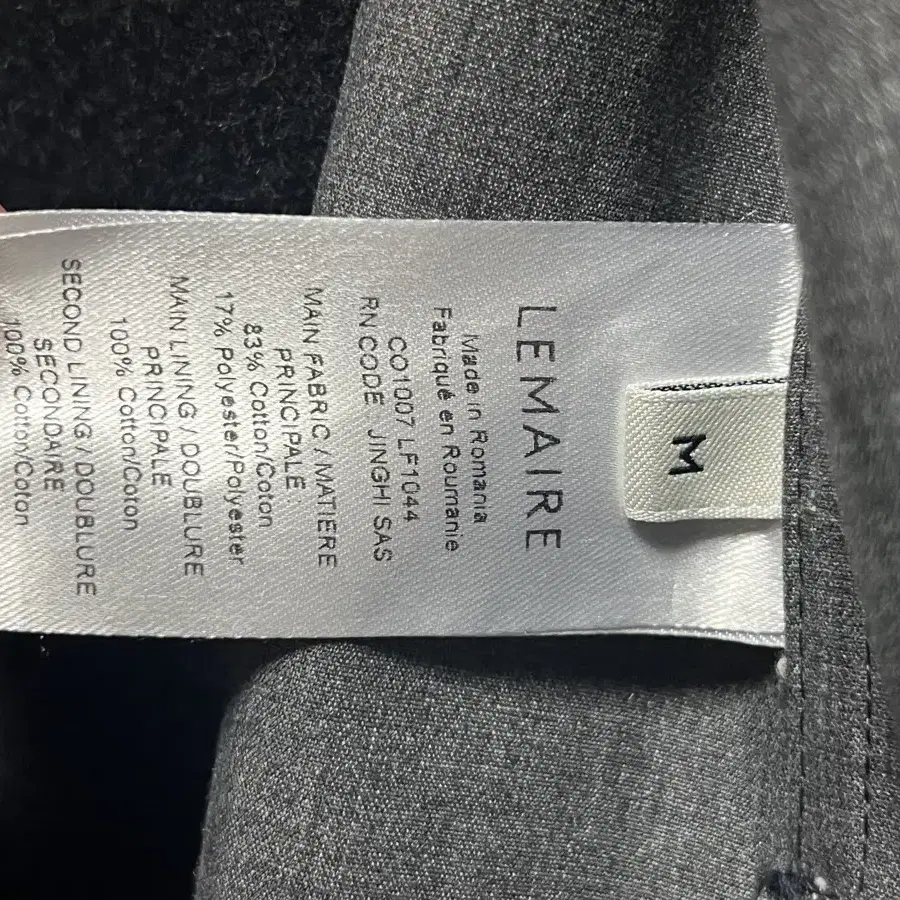 M
LEMAIRE
Made in Romania
Fabriqué en Roumanie
CO1007 LF1044
RN CODE JINGHI SAS
MAIN FABRIC / MATIERE
PRINCIPALE
83% Cotton/Coton
17% Polyester/Polyester
MAIN LINING / DOUBLURE
PRINCIPALE
100% Cotton/Coton
SECOND LINING / DOUBLURE
SECONDAIRE
100% Cotton/Coton